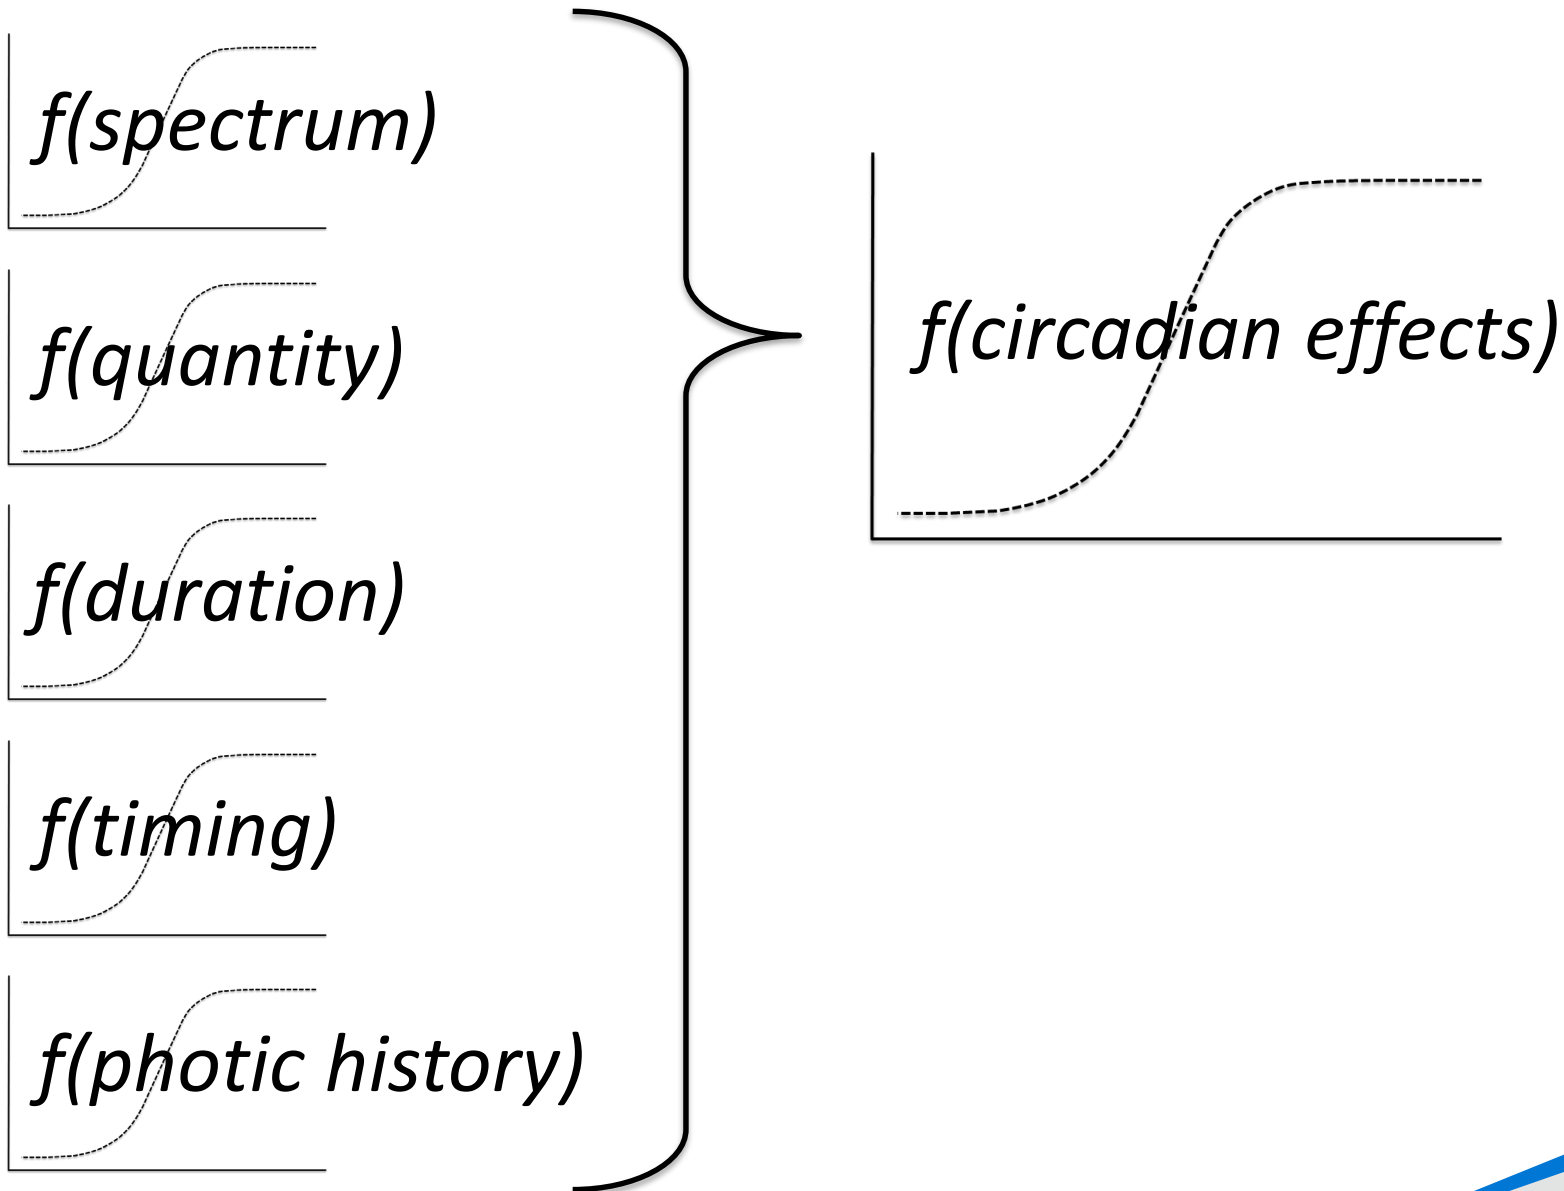 f(spectrum)
f(quantity)
f(duration)
f(timing)
f(photic history)
f(circadian effects)